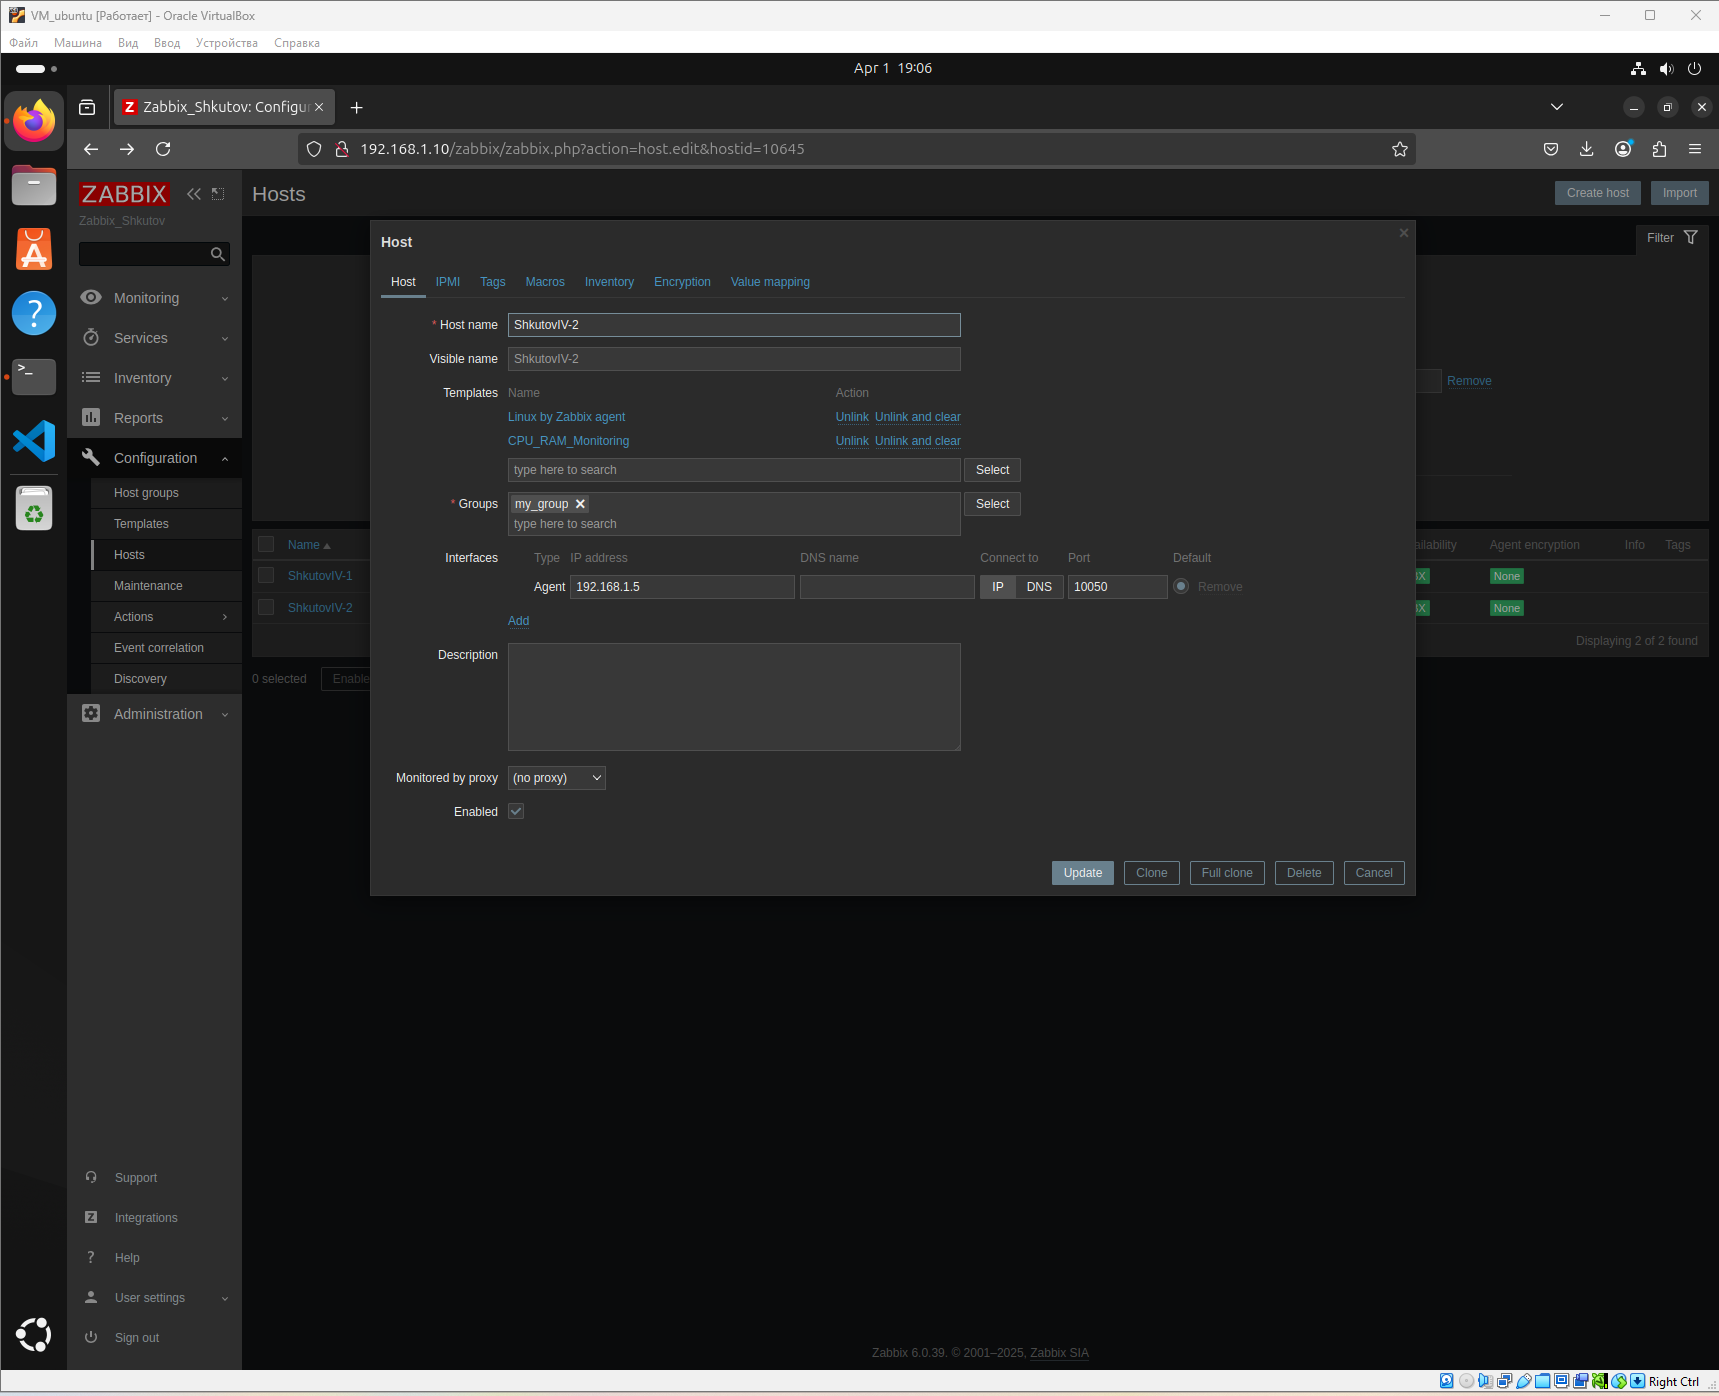 VM_ubuntu [Работает] - Oracle VirtualBox
Файл Машина Вид Ввод Устройства Справка
Apr 1 19:06
Zabbix_Shkutov: Configur
192.168.1.10/zabbix/zabbix.php?action=host.edit&hostid=10645
ZABBIX
Zabbix_Shkutov
Hosts
Create host Import
Filter
Monitoring
Services
Inventory
Reports
Configuration
Host groups
Templates
Hosts
Maintenance
Actions
Event correlation
Discovery
Administration
Support
Integrations
Help
User settings
Sign out
Host
Host IPMI Tags Macros Inventory Encryption Value mapping
* Host name ShkutovIV-2
Visible name ShkutovIV-2
Templates Name Action
Linux by Zabbix agent Unlink Unlink and clear
CPU_RAM_Monitoring Unlink Unlink and clear
type here to search Select
* Groups my_group Select
type here to search
Interfaces Type IP address DNS name Connect to Port Default
Agent 192.168.1.5 IP DNS 10050 Remove
Add
Description
Monitored by proxy (no proxy)
Enabled
Update Clone Full clone Delete Cancel
Remove
Name
ShkutovIV-1
ShkutovIV-2
ailability Agent encryption Info Tags
BX None
BX None
Displaying 2 of 2 found
0 selected Enable
Zabbix 6.0.39. © 2001–2025, Zabbix SIA
Right Ctrl